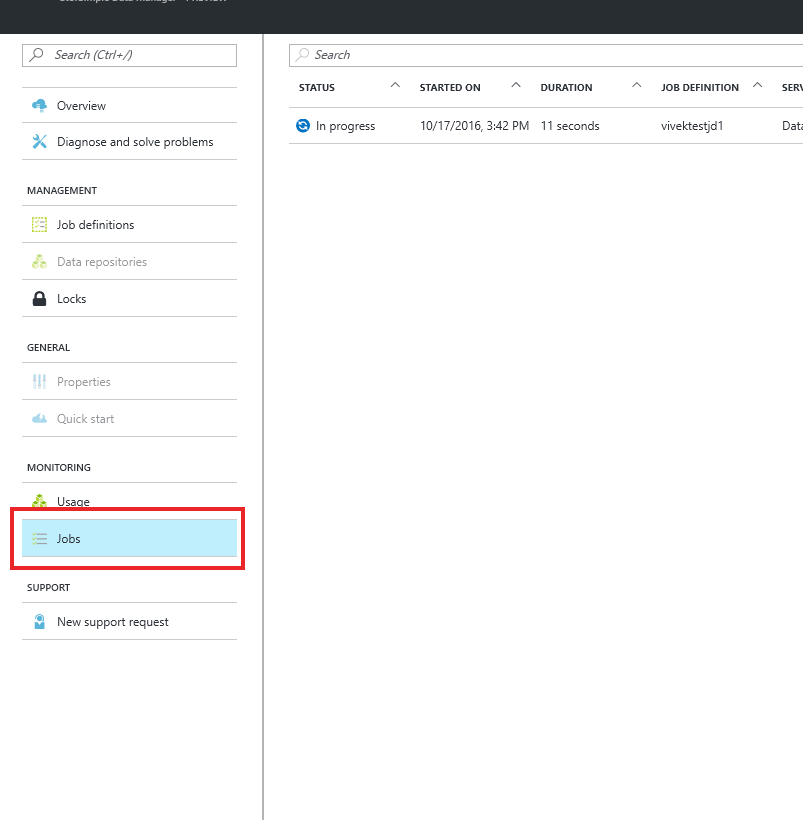 Search (Ctrl+/)
Overview
Diagnose and solve problems
MANAGEMENT
Job definitions
Data repositories
Locks
GENERAL
Properties
Quick start
MONITORING
Usage
Jobs
SUPPORT
New support request
Search
STATUS STARTED ON DURATION JOB DEFINITION SERV
In progress 10/17/2016, 3:42 PM 11 seconds vivektestjd1 Data